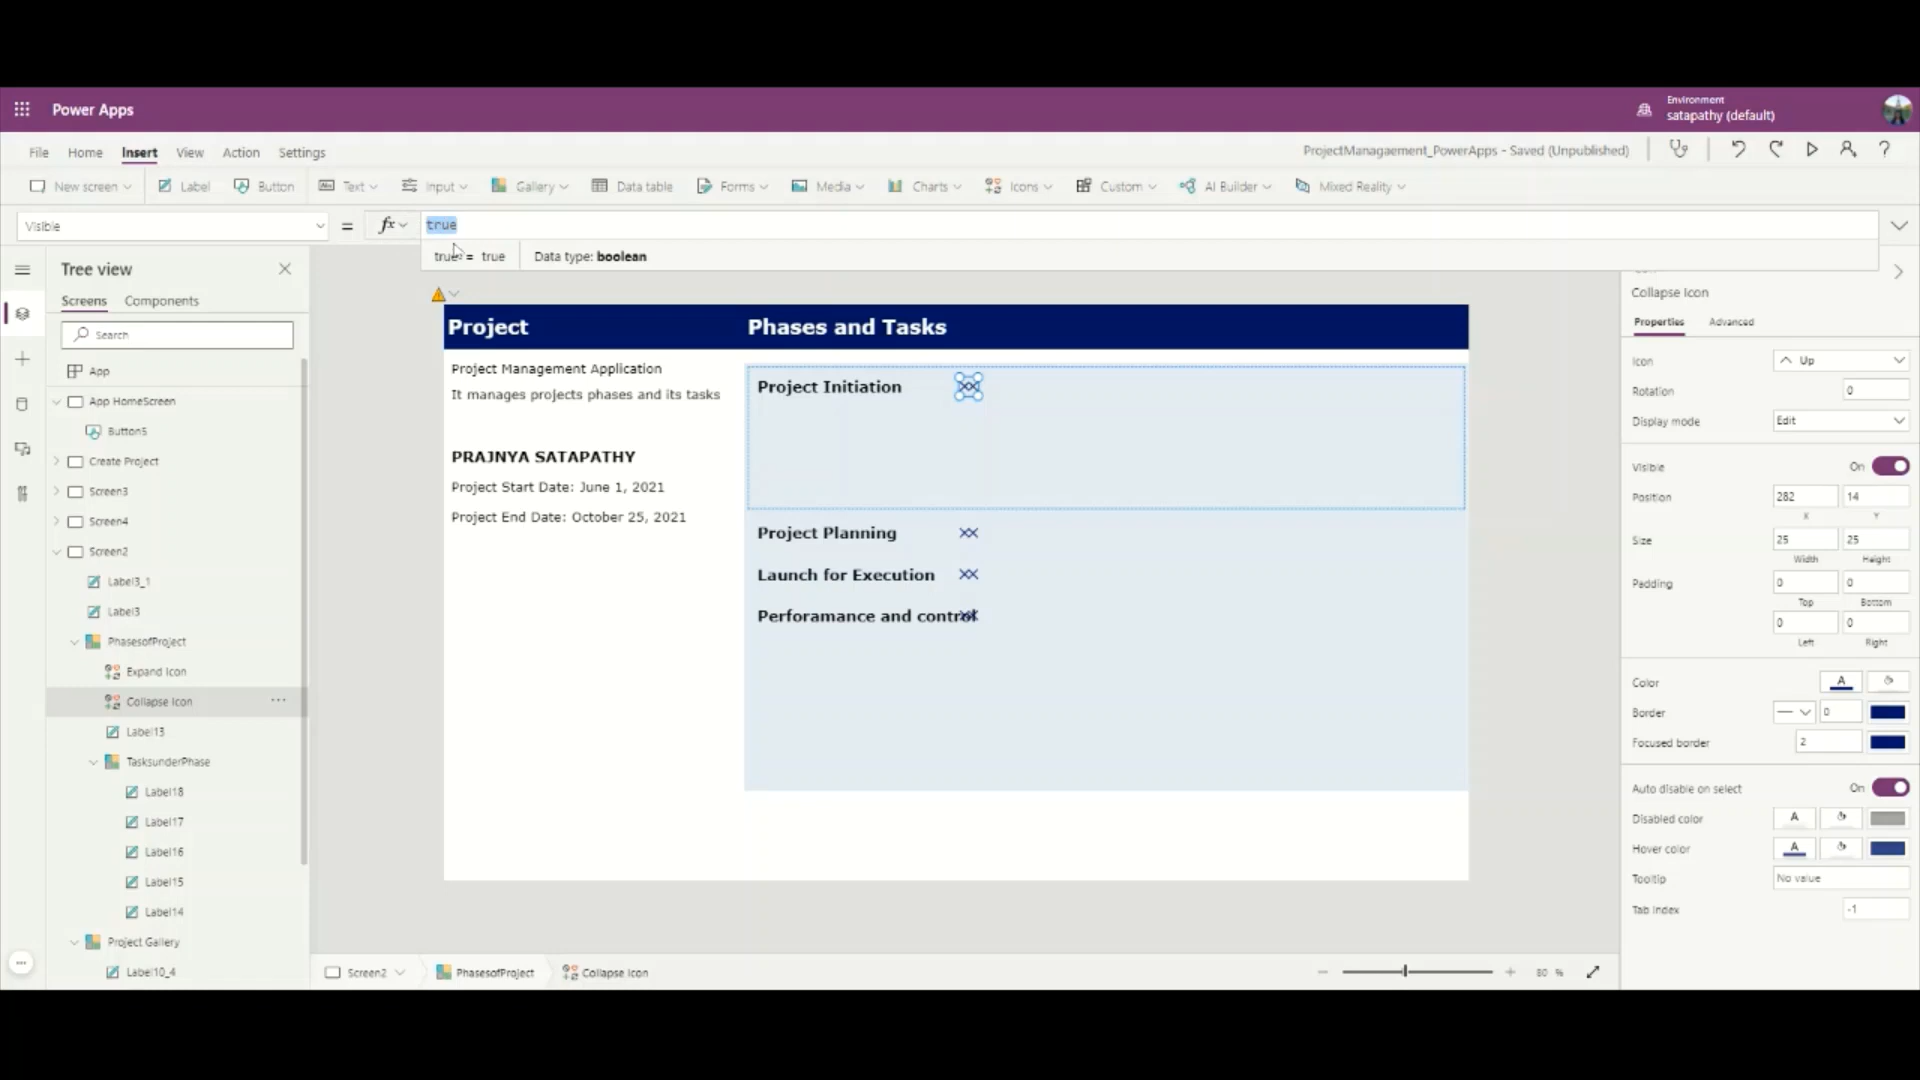 Power Apps
Environment
satapathy (default)
File Home Insert View Action Settings
ProjectManagaement_PowerApps - Saved (Unpublished)
New screen Label Button Text Input Gallery Data table Forms Media Charts Icons Custom AI Builder Mixed Reality
Visible = fx true
true = true Data type: boolean
Tree view
Screens Components
Search
App
App HomeScreen
Button5
Create Project
Screen3
Screen4
Screen2
Label3_1
Label3
PhasesofProject
Expand Icon
Collapse Icon
Label13
TasksunderPhase
Label18
Label17
Label16
Label15
Label14
Project Gallery
Label10_4
Project Phases and Tasks
Project Management Application
It manages projects phases and its tasks
PRAJNYA SATAPATHY
Project Start Date: June 1, 2021
Project End Date: October 25, 2021
Project Initiation
Project Planning
Launch for Execution
Perforamance and control
Screen2 PhasesofProject Collapse Icon
80 %
Collapse Icon
Properties Advanced
Icon Up
Rotation 0
Display mode Edit
Visible On
Position 282 14
X Y
Size 25 25
Width Height
Padding 0 0
Top Bottom
0 0
Left Right
Color A
Border 0
Focused border 2
Auto disable on select On
Disabled color A
Hover color A
Tooltip No value
Tab index -1